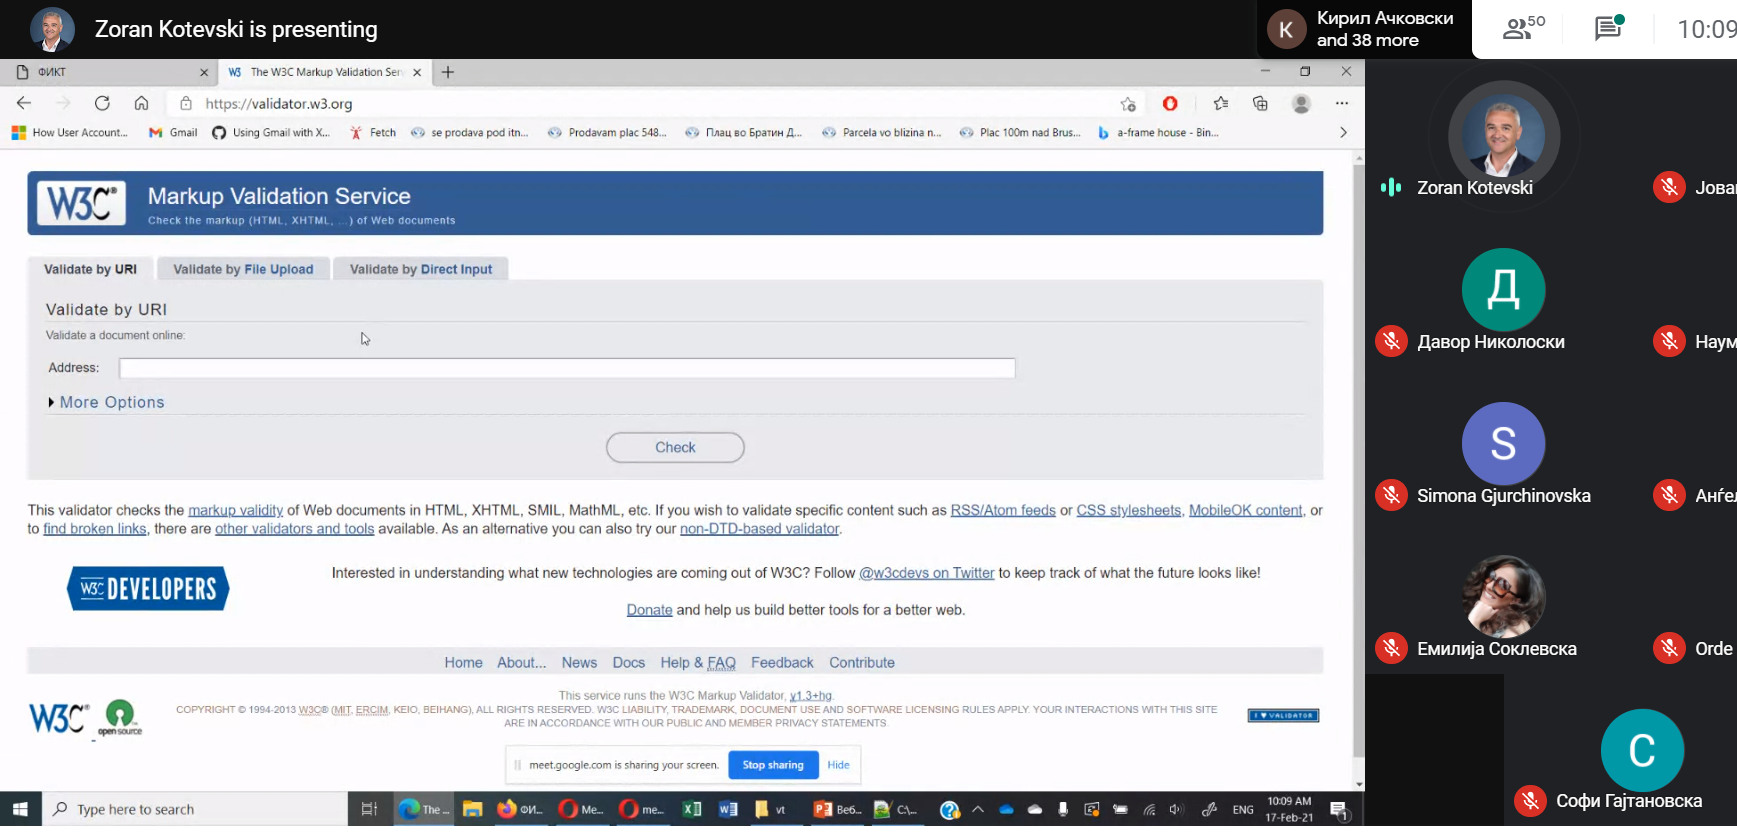 Zoran Kotevski is presenting
K
Кирил Ачковски
and 38 more
50
10:09
ФИКТ
W3 The W3C Markup Validation Ser
https://validator.w3.org
How User Account...
Gmail
Using Gmail with X...
Fetch
se prodava pod itn...
Prodavam plac 548...
Плац во Братин Д...
Parcela vo blizina n...
Plac 100m nad Brus...
a-frame house - Bin...
W3C®
Markup Validation Service
Check the markup (HTML, XHTML, ...) of Web documents
Validate by URI
Validate by File Upload
Validate by Direct Input
Validate by URI
Validate a document online:
Address:
More Options
Check
This validator checks the markup validity of Web documents in HTML, XHTML, SMIL, MathML, etc. If you wish to validate specific content such as RSS/Atom feeds or CSS stylesheets, MobileOK content, or
to find broken links, there are other validators and tools available. As an alternative you can also try our non-DTD-based validator.
W3C DEVELOPERS
Interested in understanding what new technologies are coming out of W3C? Follow @w3cdevs on Twitter to keep track of what the future looks like!
Donate and help us build better tools for a better web.
Home About... News Docs Help & FAQ Feedback Contribute
W3C®
open source
This service runs the W3C Markup Validator, v1.3+hg.
COPYRIGHT © 1994-2013 W3C® (MIT, ERCIM, KEIO, BEIHANG), ALL RIGHTS RESERVED. W3C LIABILITY, TRADEMARK, DOCUMENT USE AND SOFTWARE LICENSING RULES APPLY. YOUR INTERACTIONS WITH THIS SITE
ARE IN ACCORDANCE WITH OUR PUBLIC AND MEMBER PRIVACY STATEMENTS.
I ♥ VALIDATOR
meet.google.com is sharing your screen.
Stop sharing
Hide
Type here to search
The ...
ФИ...
Me...
me...
vt
Веб...
C:\...
ENG
10:09 AM
17-Feb-21
1
Zoran Kotevski
Јова
Д
Давор Николоски
Наум
S
Simona Gjurchinovska
Анѓел
Емилија Соклевска
Orde
С
Софи Гајтановска